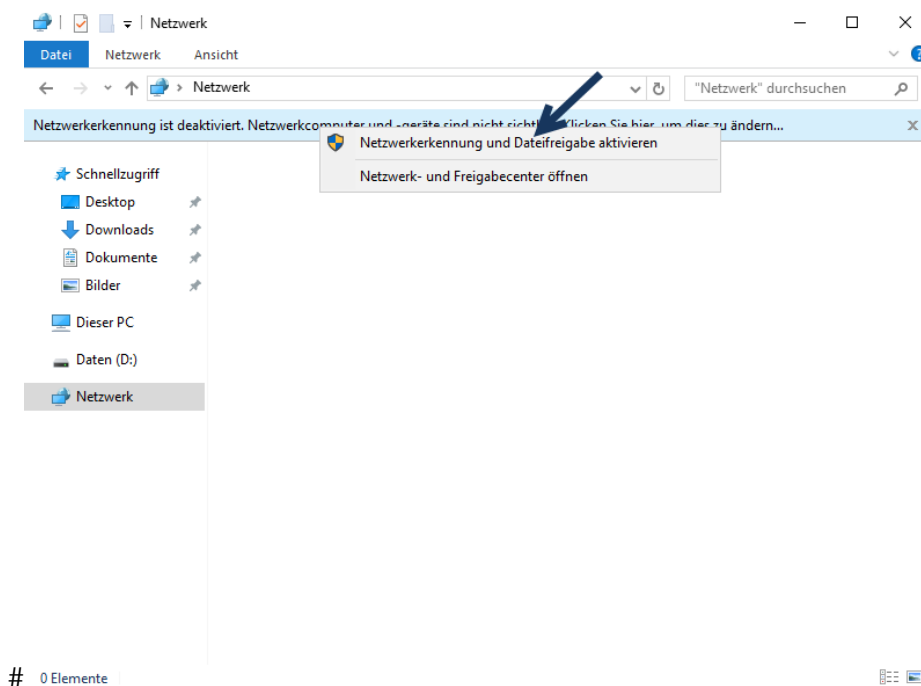 Netzwerk
Datei Netzwerk Ansicht
Netzwerk "Netzwerk" durchsuchen
Netzwerkerkennung ist deaktiviert. Netzwerkcomputer und -geräte sind nicht Klicken Sie hier, um dier zu ändern...
Netzwerkerkennung und Dateifreigabe aktivieren
Netzwerk- und Freigabecenter öffnen
Schnellzugriff
Desktop
Downloads
Dokumente
Bilder
Dieser PC
Daten (D:)
Netzwerk
# 0 Elemente